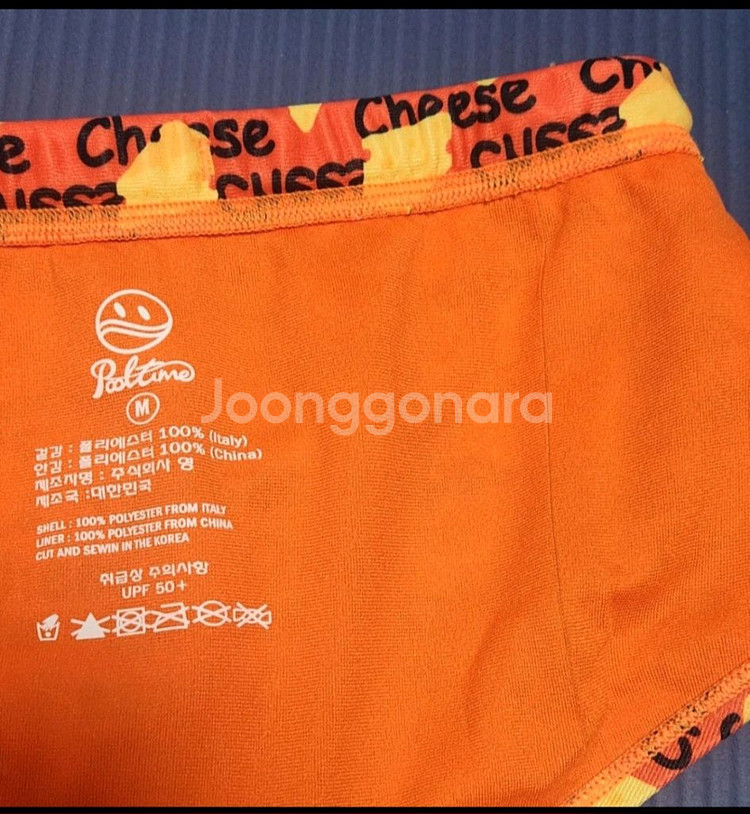 Cheese Cheese Ch
Pooltime
M
Joonggonara
겉감 : 폴리에스터 100% (Italy)
안감 : 폴리에스터 100% (China)
제조자명 : 주식회사 영
제조국 : 대한민국
SHELL : 100% POLYESTER FROM ITALY
LINER : 100% POLYESTER FROM CHINA
CUT AND SEWIN IN THE KOREA
취급상 주의사항
UPF 50+